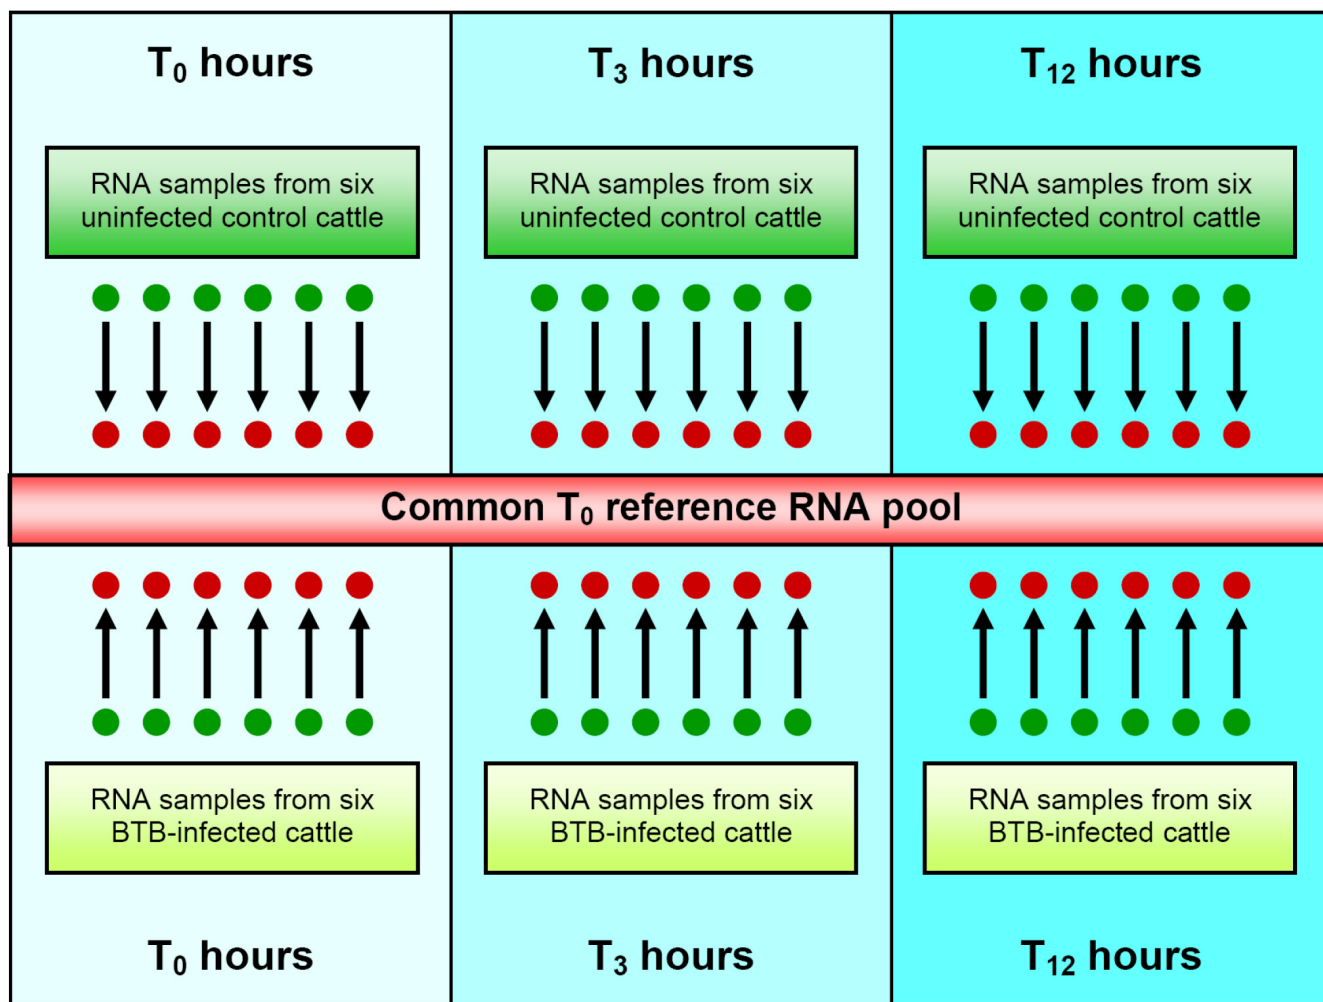 T₀ hours
T₃ hours
T₁₂ hours
RNA samples from six
uninfected control cattle
RNA samples from six
uninfected control cattle
RNA samples from six
uninfected control cattle
Common T₀ reference RNA pool
RNA samples from six
BTB-infected cattle
RNA samples from six
BTB-infected cattle
RNA samples from six
BTB-infected cattle
T₀ hours
T₃ hours
T₁₂ hours